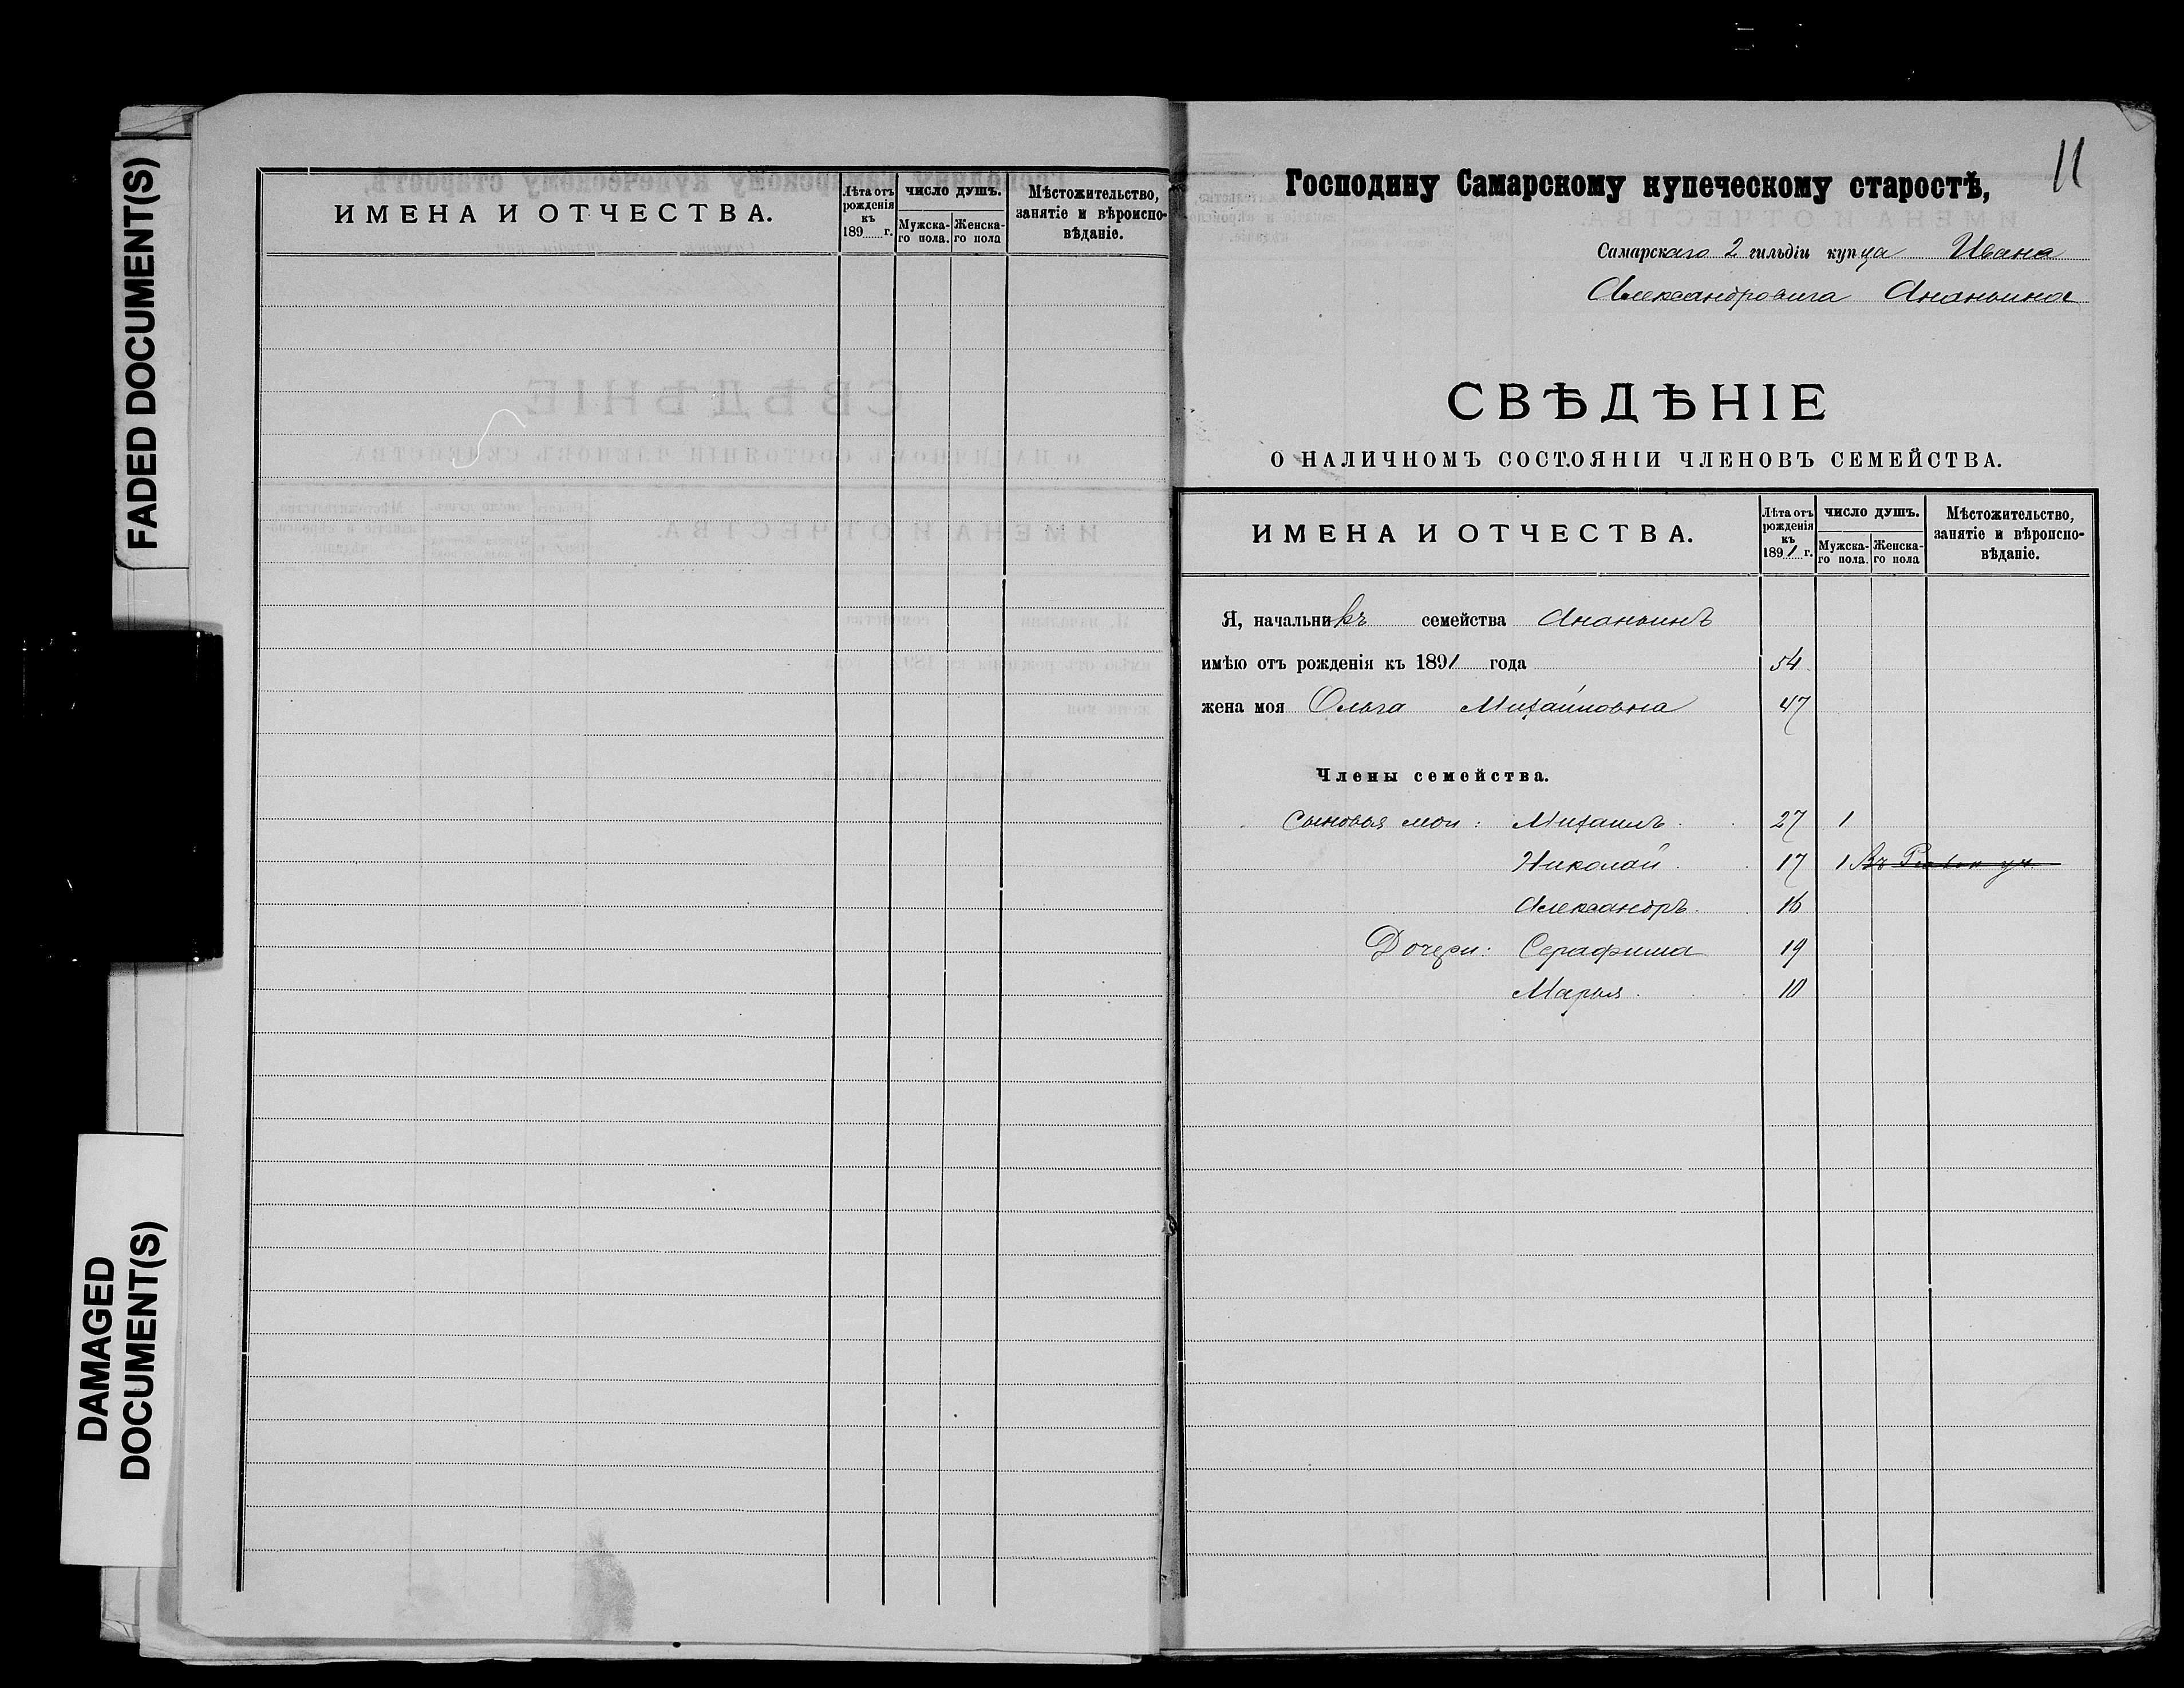 FADED DOCUMENT(S)
DAMAGED
DOCUMENT(S)
ИМЕНА И ОТЧЕСТВА.
Лѣта отъ
рожденія
къ
189 г.
число душъ.
Мужска-
го пола.
Женска-
го пола
Мѣстожительство,
занятіе и вѣроиспо-
вѣданіе.
11
Господину Самарскому купеческому старостѣ,
Самарскаго 2 гильдіи купца Ивана
Александровича Ананьина
СВѢДѢНІЕ
О НАЛИЧНОМЪ СОСТОЯНІИ ЧЛЕНОВЪ СЕМЕЙСТВА.
ИМЕНА И ОТЧЕСТВА.
Лѣта отъ
рожденія
къ
1891 г.
число душъ.
Мужска-
го пола.
Женска-
го пола
Мѣстожительство,
занятіе и вѣроиспо-
вѣданіе.
Я, начальникъ семейства Ананьинъ
имѣю отъ рожденія къ 1891 года 54
жена моя Ольга Михайловна 47
Члены семейства.
Сыновья мои: Михаилъ. 27 1
Николай. 17 1 Въ
Александръ. 16
Дочери: Серафима 19
Марья. 10